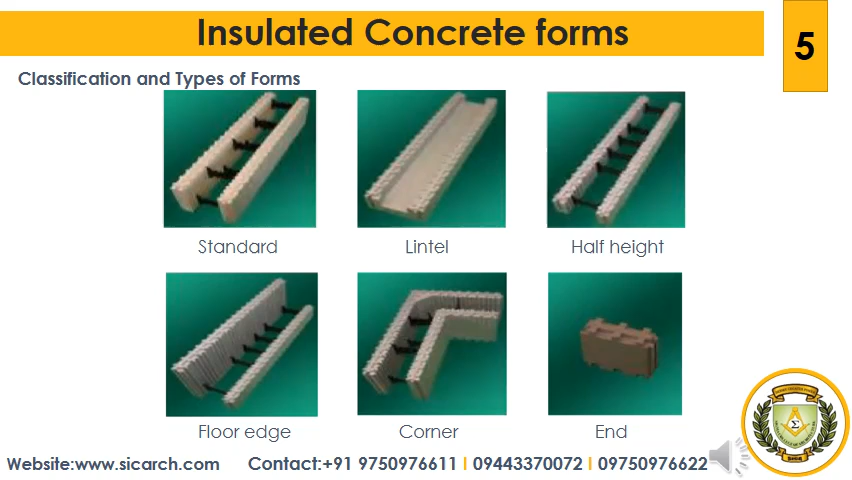 Insulated Concrete forms
5
Classification and Types of Forms
Standard
Lintel
Half height
Floor edge
Corner
End
Website:www.sicarch.com Contact:+91 9750976611 I 09443370072 I 09750976622
Σ